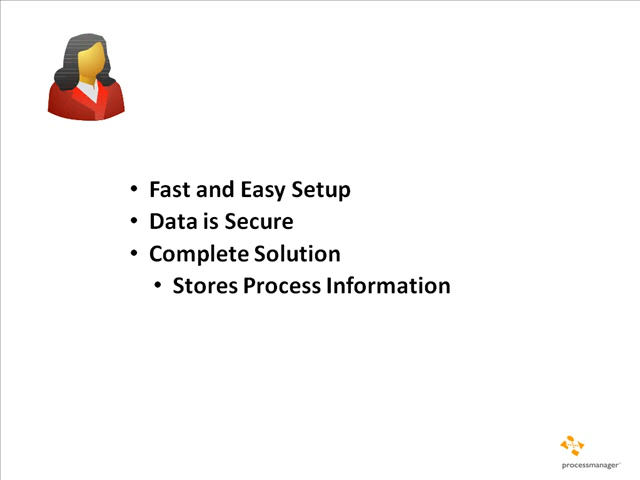 • Fast and Easy Setup
• Data is Secure
• Complete Solution
• Stores Process Information
processmanager